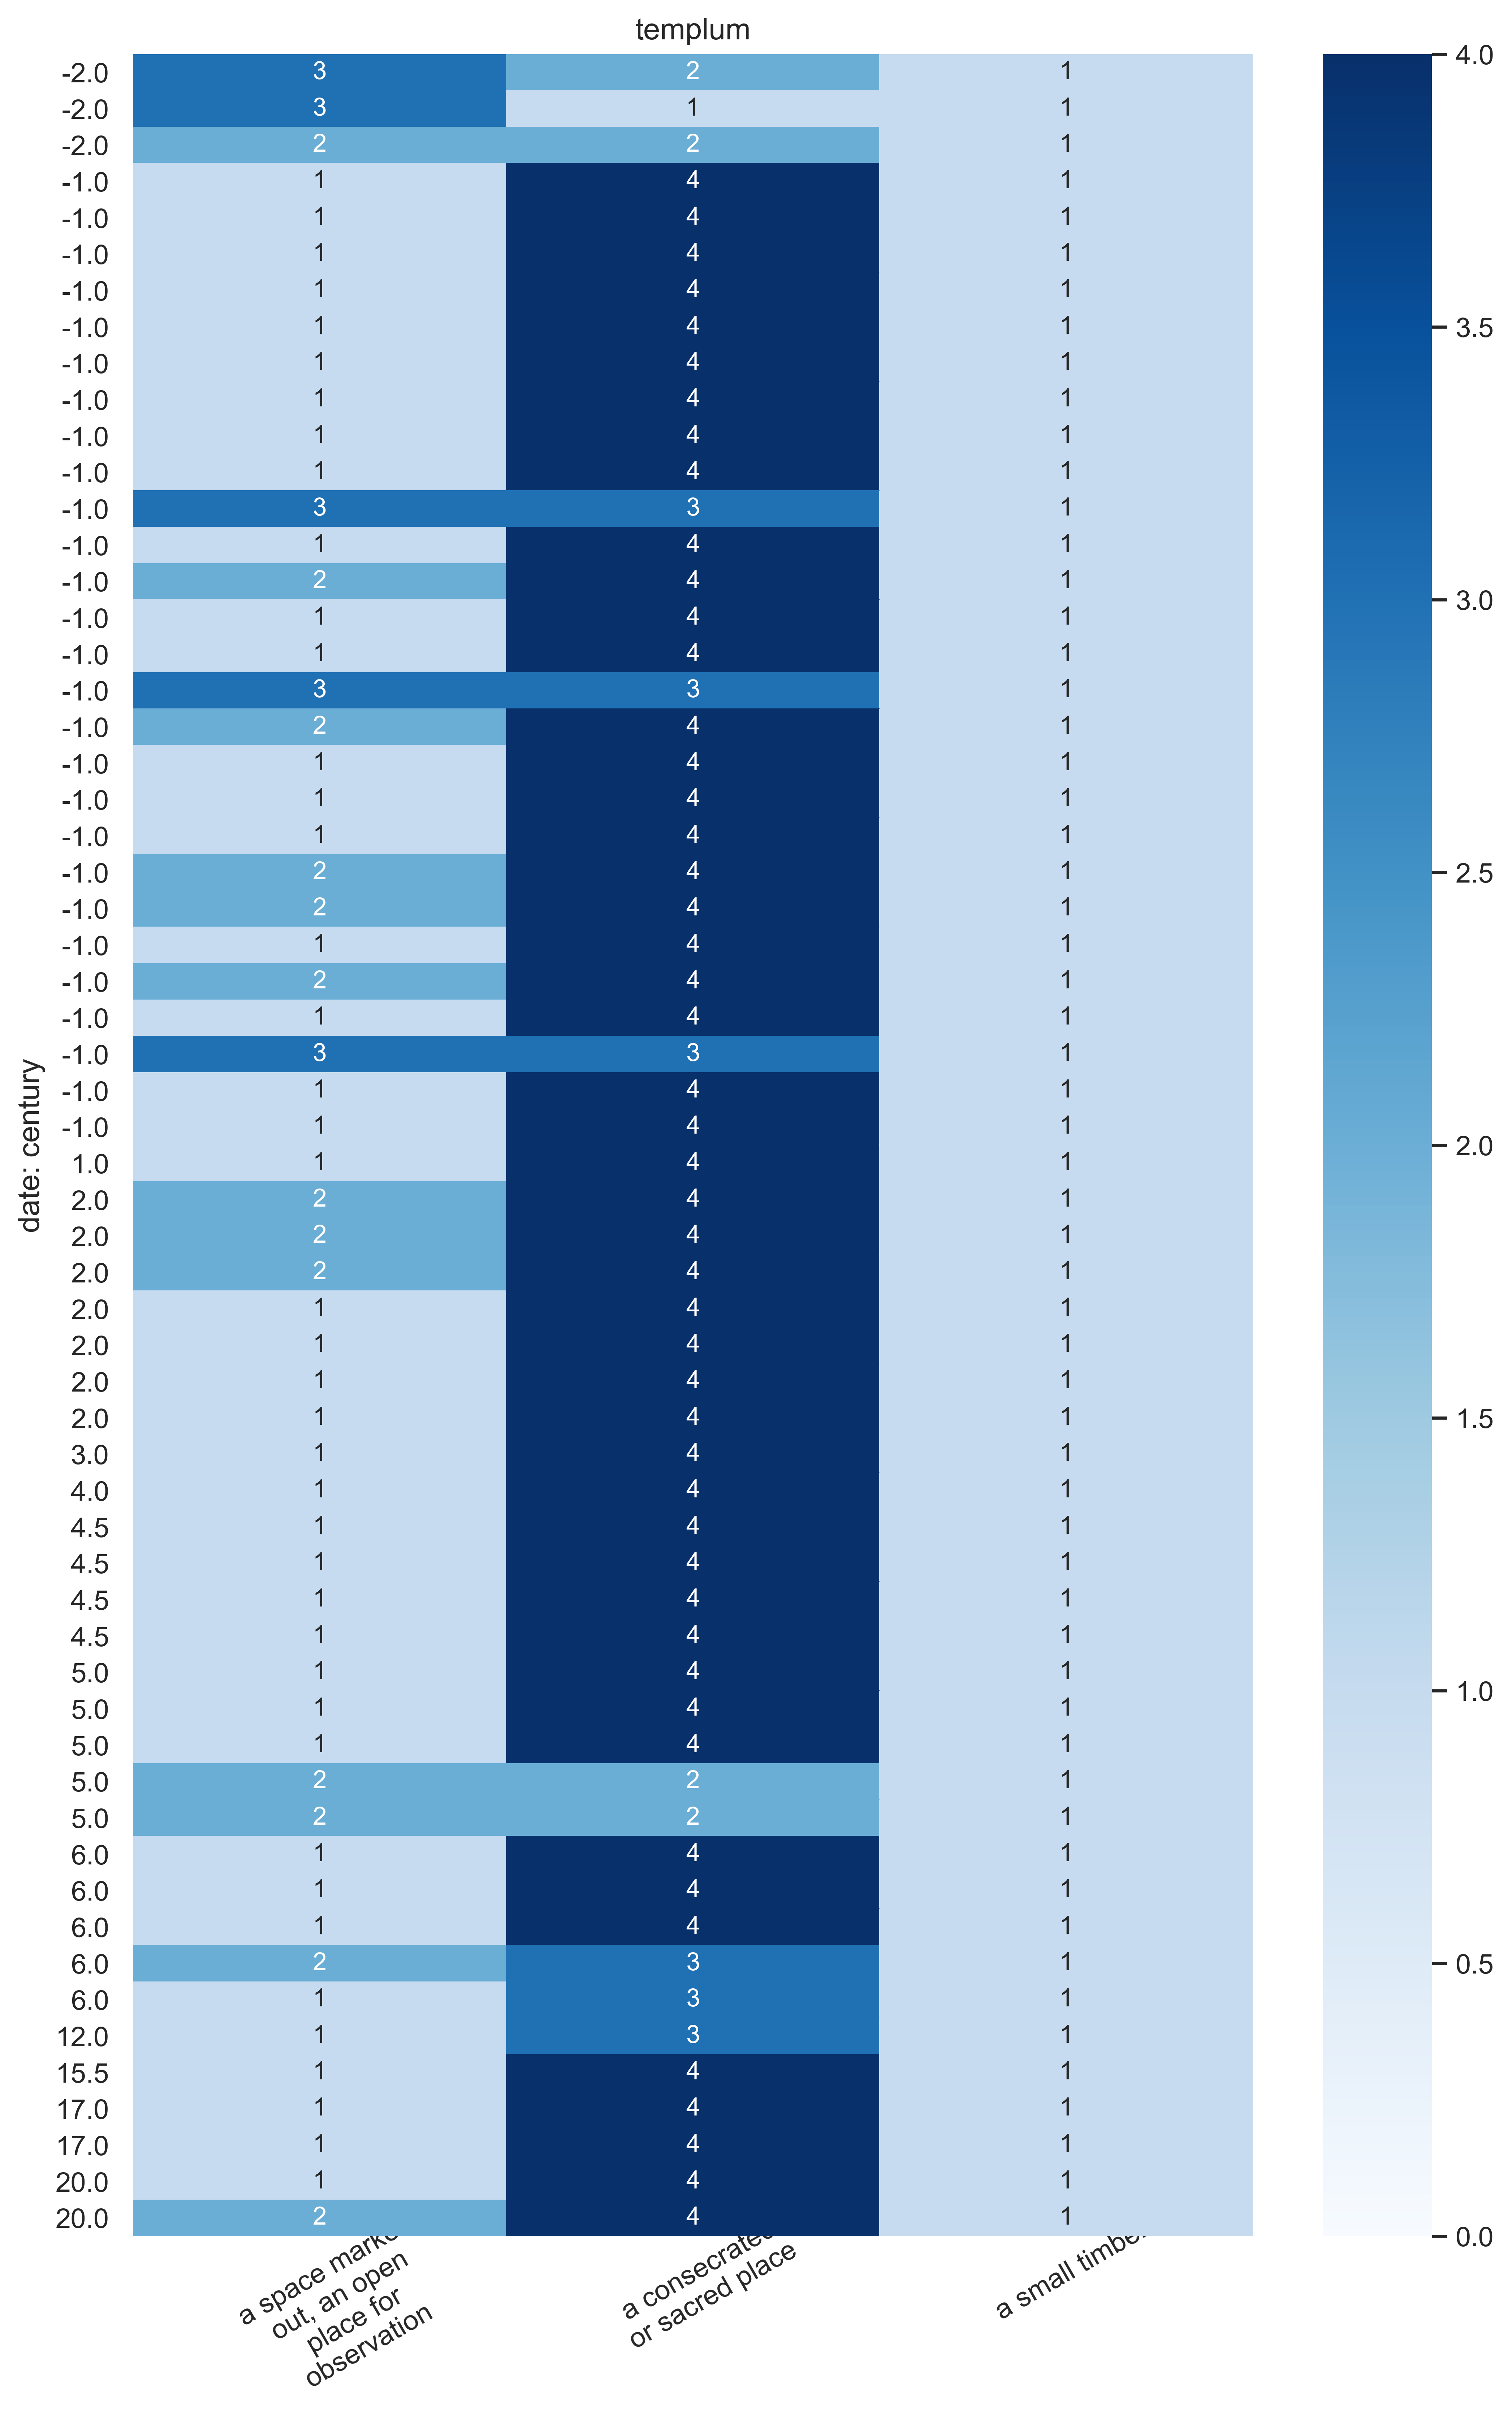 templum
-2.0 3 2 1 4.0
-2.0 3 1 1
-2.0 2 2 1
-1.0 1 4 1
-1.0 1 4 1
-1.0 1 4 1
-1.0 1 4 1
-1.0 1 4 1 3.5
-1.0 1 4 1
-1.0 1 4 1
-1.0 1 4 1
-1.0 1 4 1
-1.0 3 3 1
-1.0 1 4 1
-1.0 2 4 1
-1.0 1 4 1 3.0
-1.0 1 4 1
-1.0 3 3 1
-1.0 2 4 1
-1.0 1 4 1
-1.0 1 4 1
-1.0 1 4 1
-1.0 2 4 1 2.5
-1.0 2 4 1
-1.0 1 4 1
-1.0 2 4 1
-1.0 1 4 1
-1.0 3 3 1
-1.0 1 4 1
-1.0 1 4 1
date: century
1.0 1 4 1 2.0
2.0 2 4 1
2.0 2 4 1
2.0 2 4 1
2.0 1 4 1
2.0 1 4 1
2.0 1 4 1
2.0 1 4 1 1.5
3.0 1 4 1
4.0 1 4 1
4.5 1 4 1
4.5 1 4 1
4.5 1 4 1
4.5 1 4 1
5.0 1 4 1
5.0 1 4 1 1.0
5.0 1 4 1
5.0 2 2 1
5.0 2 2 1
6.0 1 4 1
6.0 1 4 1
6.0 1 4 1
6.0 2 3 1 0.5
6.0 1 3 1
12.0 1 3 1
15.5 1 4 1
17.0 1 4 1
17.0 1 4 1
20.0 1 4 1
20.0 2 4 1 0.0
a space marke
out, an open
place for
observation
a consecrate
or sacred place
a small timbe